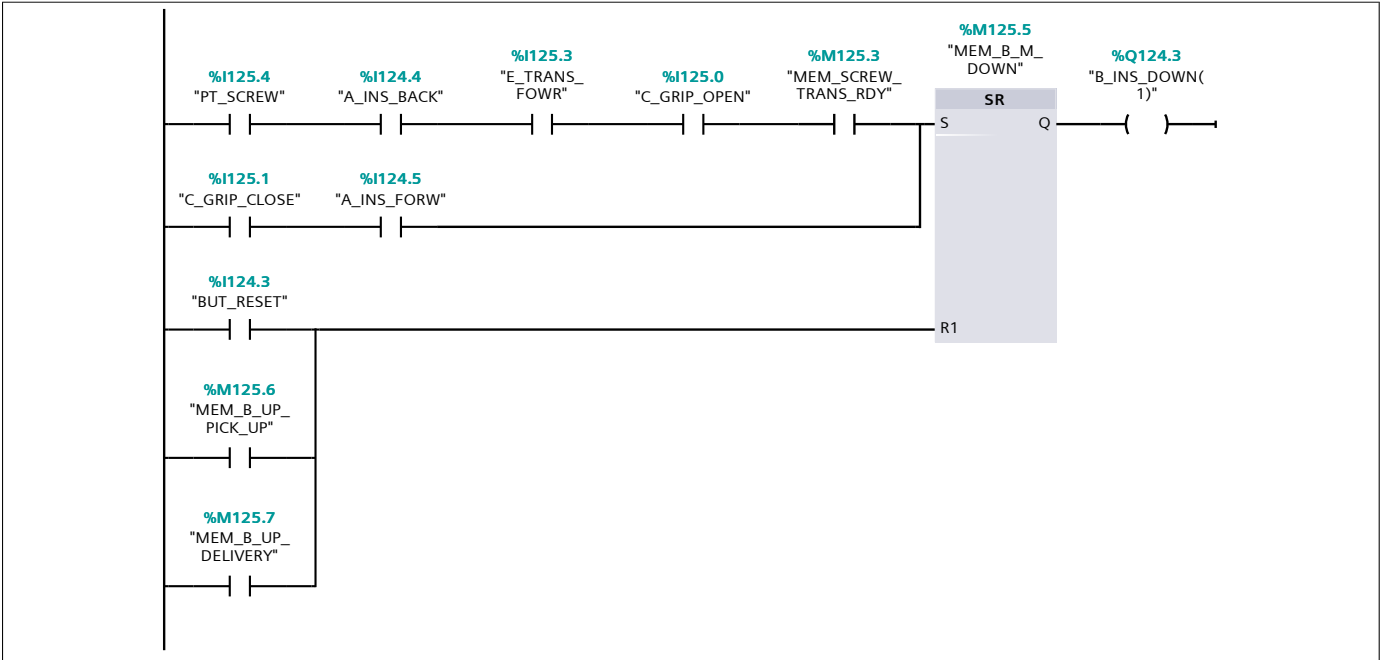 %M125.5
"MEM_B_M_
DOWN"
%I125.4
"PT_SCREW"
%I124.4
"A_INS_BACK"
%I125.3
"E_TRANS_
FOWR"
%I125.0
"C_GRIP_OPEN"
%M125.3
"MEM_SCREW_
TRANS_RDY"
%Q124.3
"B_INS_DOWN(
1)"
SR
S
Q
%I125.1
"C_GRIP_CLOSE"
%I124.5
"A_INS_FORW"
%I124.3
"BUT_RESET"
R1
%M125.6
"MEM_B_UP_
PICK_UP"
%M125.7
"MEM_B_UP_
DELIVERY"